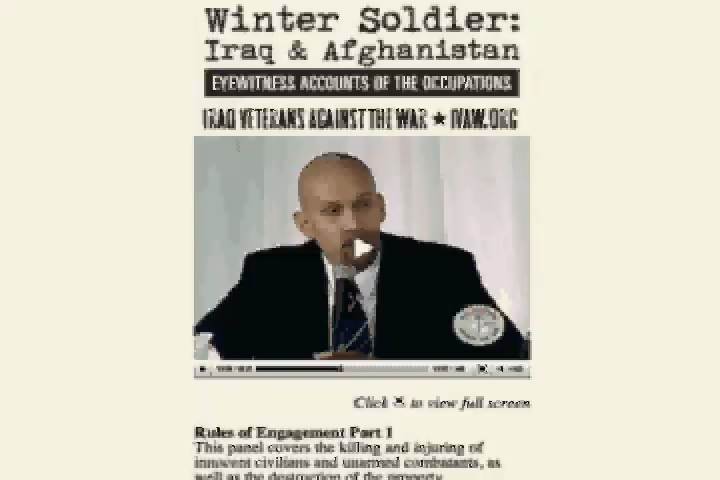 Winter Soldier:
Iraq & Afghanistan
EYEWITNESS ACCOUNTS OF THE OCCUPATIONS
IRAQ VETERANS AGAINST THE WAR ★ IVAW.ORG
Click to view full screen
Rules of Engagement Part 1
This panel covers the killing and injuring of
innocent civilians and unarmed combatants, as
well as the destruction of the property